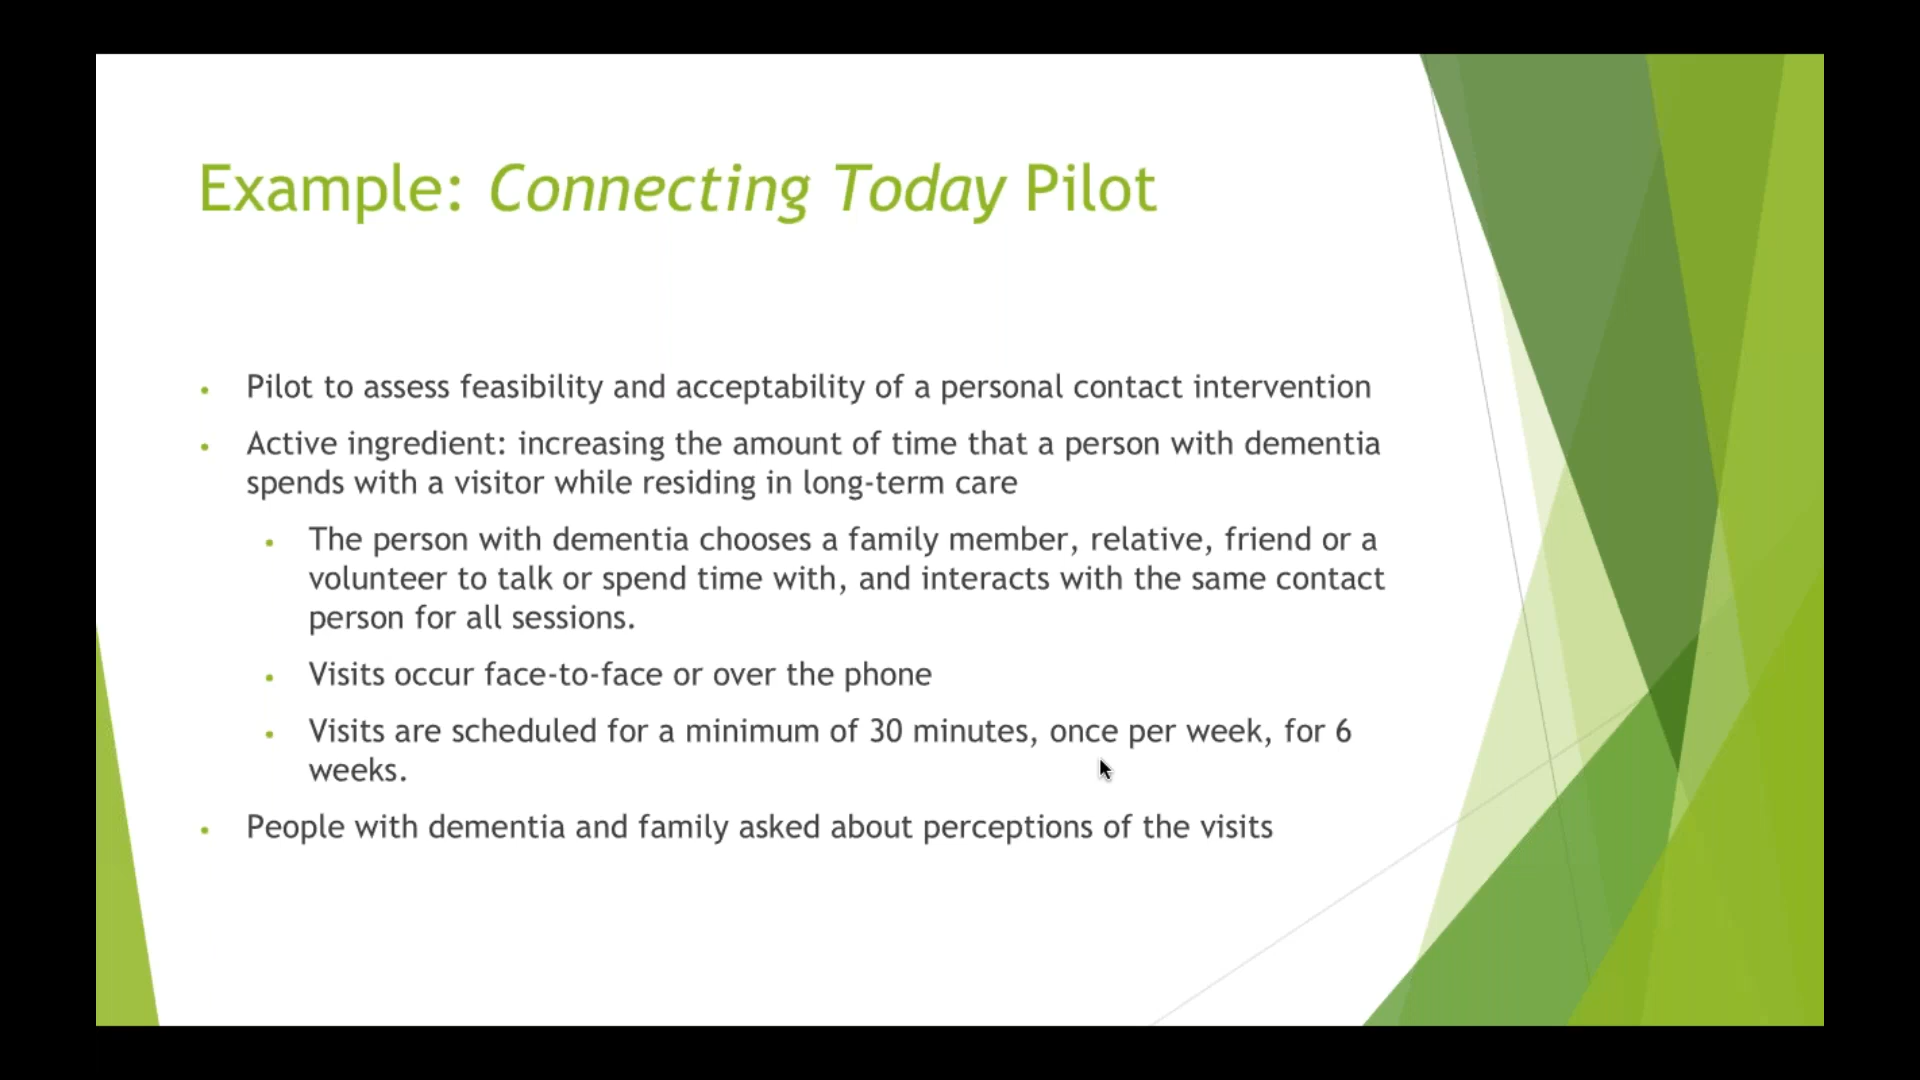 Example: Connecting Today Pilot
• Pilot to assess feasibility and acceptability of a personal contact intervention
• Active ingredient: increasing the amount of time that a person with dementia
spends with a visitor while residing in long-term care
• The person with dementia chooses a family member, relative, friend or a
volunteer to talk or spend time with, and interacts with the same contact
person for all sessions.
• Visits occur face-to-face or over the phone
• Visits are scheduled for a minimum of 30 minutes, once per week, for 6
weeks.
• People with dementia and family asked about perceptions of the visits